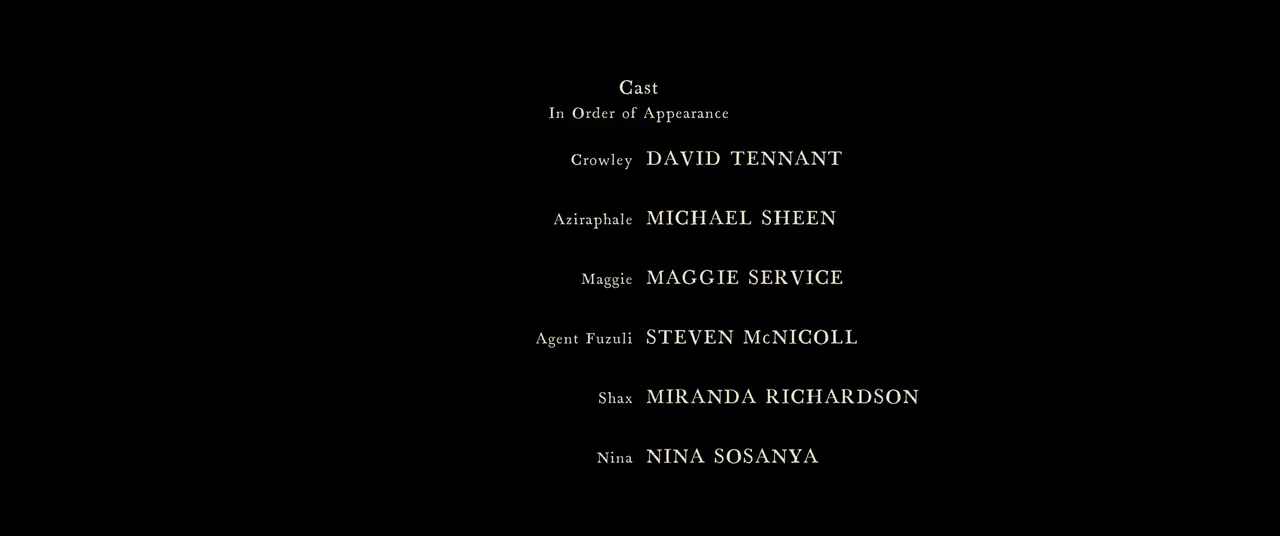 Cast
In Order of Appearance
Crowley DAVID TENNANT
Aziraphale MICHAEL SHEEN
Maggie MAGGIE SERVICE
Agent Fuzuli STEVEN McNICOLL
Shax MIRANDA RICHARDSON
Nina NINA SOSANYA